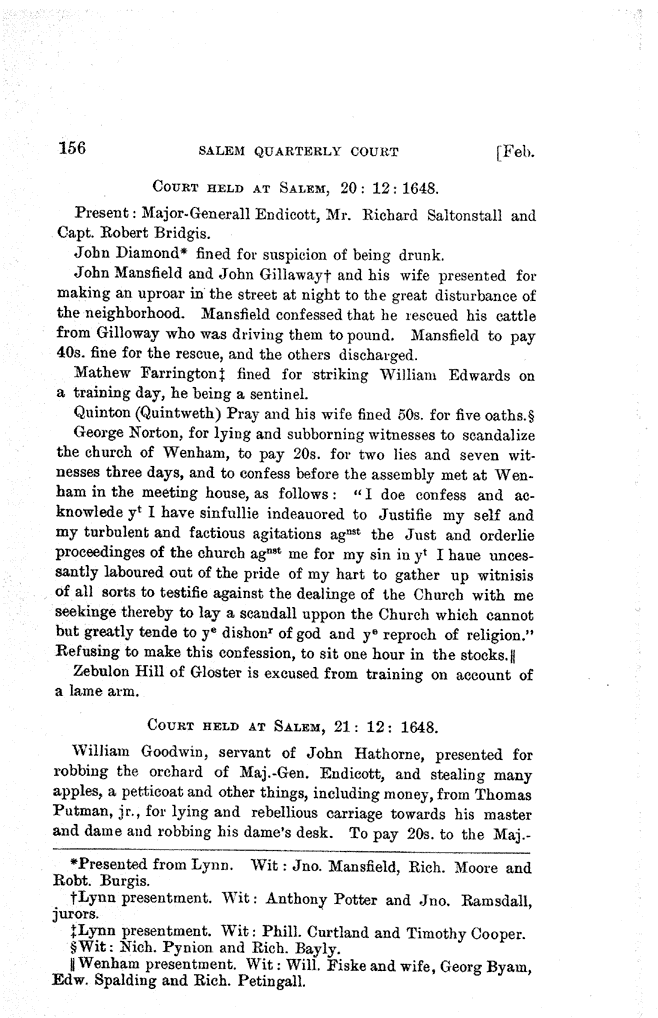 156 SALEM QUARTERLY COURT [Feb.
COURT HELD AT SALEM, 20: 12: 1648.
Present: Major-Generall Endicott, Mr. Richard Saltonstall and
Capt. Robert Bridgis.
John Diamond* fined for suspicion of being drunk.
John Mansfield and John Gillaway† and his wife presented for
making an uproar in the street at night to the great disturbance of
the neighborhood. Mansfield confessed that he rescued his cattle
from Gilloway who was driving them to pound. Mansfield to pay
40s. fine for the rescue, and the others discharged.
Mathew Farrington‡ fined for striking William Edwards on
a training day, he being a sentinel.
Quinton (Quintweth) Pray and his wife fined 50s. for five oaths.§
George Norton, for lying and subborning witnesses to scandalize
the church of Wenham, to pay 20s. for two lies and seven wit-
nesses three days, and to confess before the assembly met at Wen-
ham in the meeting house, as follows: "I doe confess and ac-
knowlede yᵗ I have sinfullie indeauored to Justifie my self and
my turbulent and factious agitations agⁿˢᵗ the Just and orderlie
proceedinges of the church agⁿˢᵗ me for my sin in yᵗ I haue unces-
santly laboured out of the pride of my hart to gather up witnisis
of all sorts to testifie against the dealinge of the Church with me
seekinge thereby to lay a scandall uppon the Church which cannot
but greatly tende to yᵉ dishonʳ of god and yᵉ reproch of religion."
Refusing to make this confession, to sit one hour in the stocks.‖
Zebulon Hill of Gloster is excused from training on account of
a lame arm.
COURT HELD AT SALEM, 21: 12: 1648.
William Goodwin, servant of John Hathorne, presented for
robbing the orchard of Maj.-Gen. Endicott, and stealing many
apples, a petticoat and other things, including money, from Thomas
Putman, jr., for lying and rebellious carriage towards his master
and dame and robbing his dame's desk. To pay 20s. to the Maj.-
*Presented from Lynn. Wit: Jno. Mansfield, Rich. Moore and
Robt. Burgis.
†Lynn presentment. Wit: Anthony Potter and Jno. Ramsdall,
jurors.
‡Lynn presentment. Wit: Phill. Curtland and Timothy Cooper.
§Wit: Nich. Pynion and Rich. Bayly.
‖Wenham presentment. Wit: Will. Fiske and wife, Georg Byam,
Edw. Spalding and Rich. Petingall.